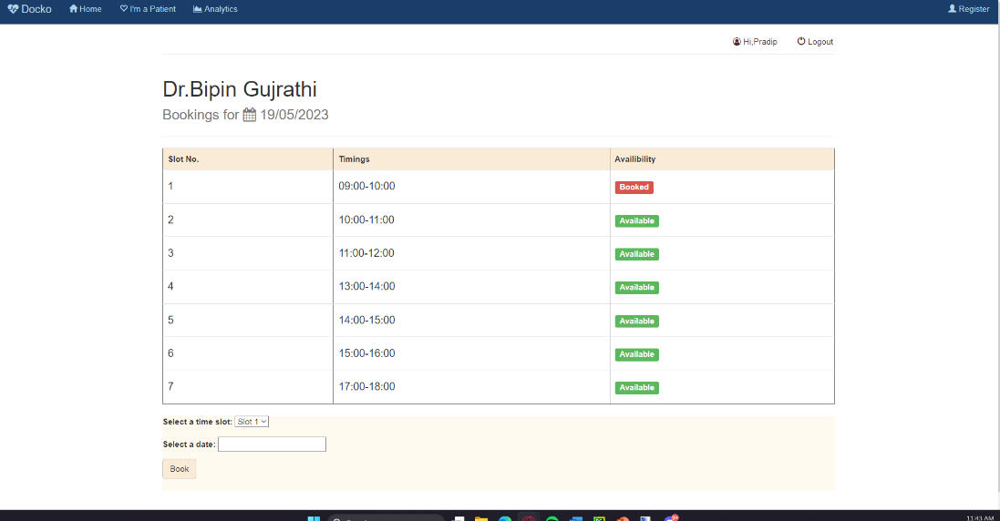 Docko Home I'm a Patient Analytics Register
Hi,Pradip Logout
Dr.Bipin Gujrathi
Bookings for 19/05/2023
Slot No. Timings Availibility
1 09:00-10:00 Booked
2 10:00-11:00 Available
3 11:00-12:00 Available
4 13:00-14:00 Available
5 14:00-15:00 Available
6 15:00-16:00 Available
7 17:00-18:00 Available
Select a time slot: Slot 1
Select a date:
Book
11:43 AM